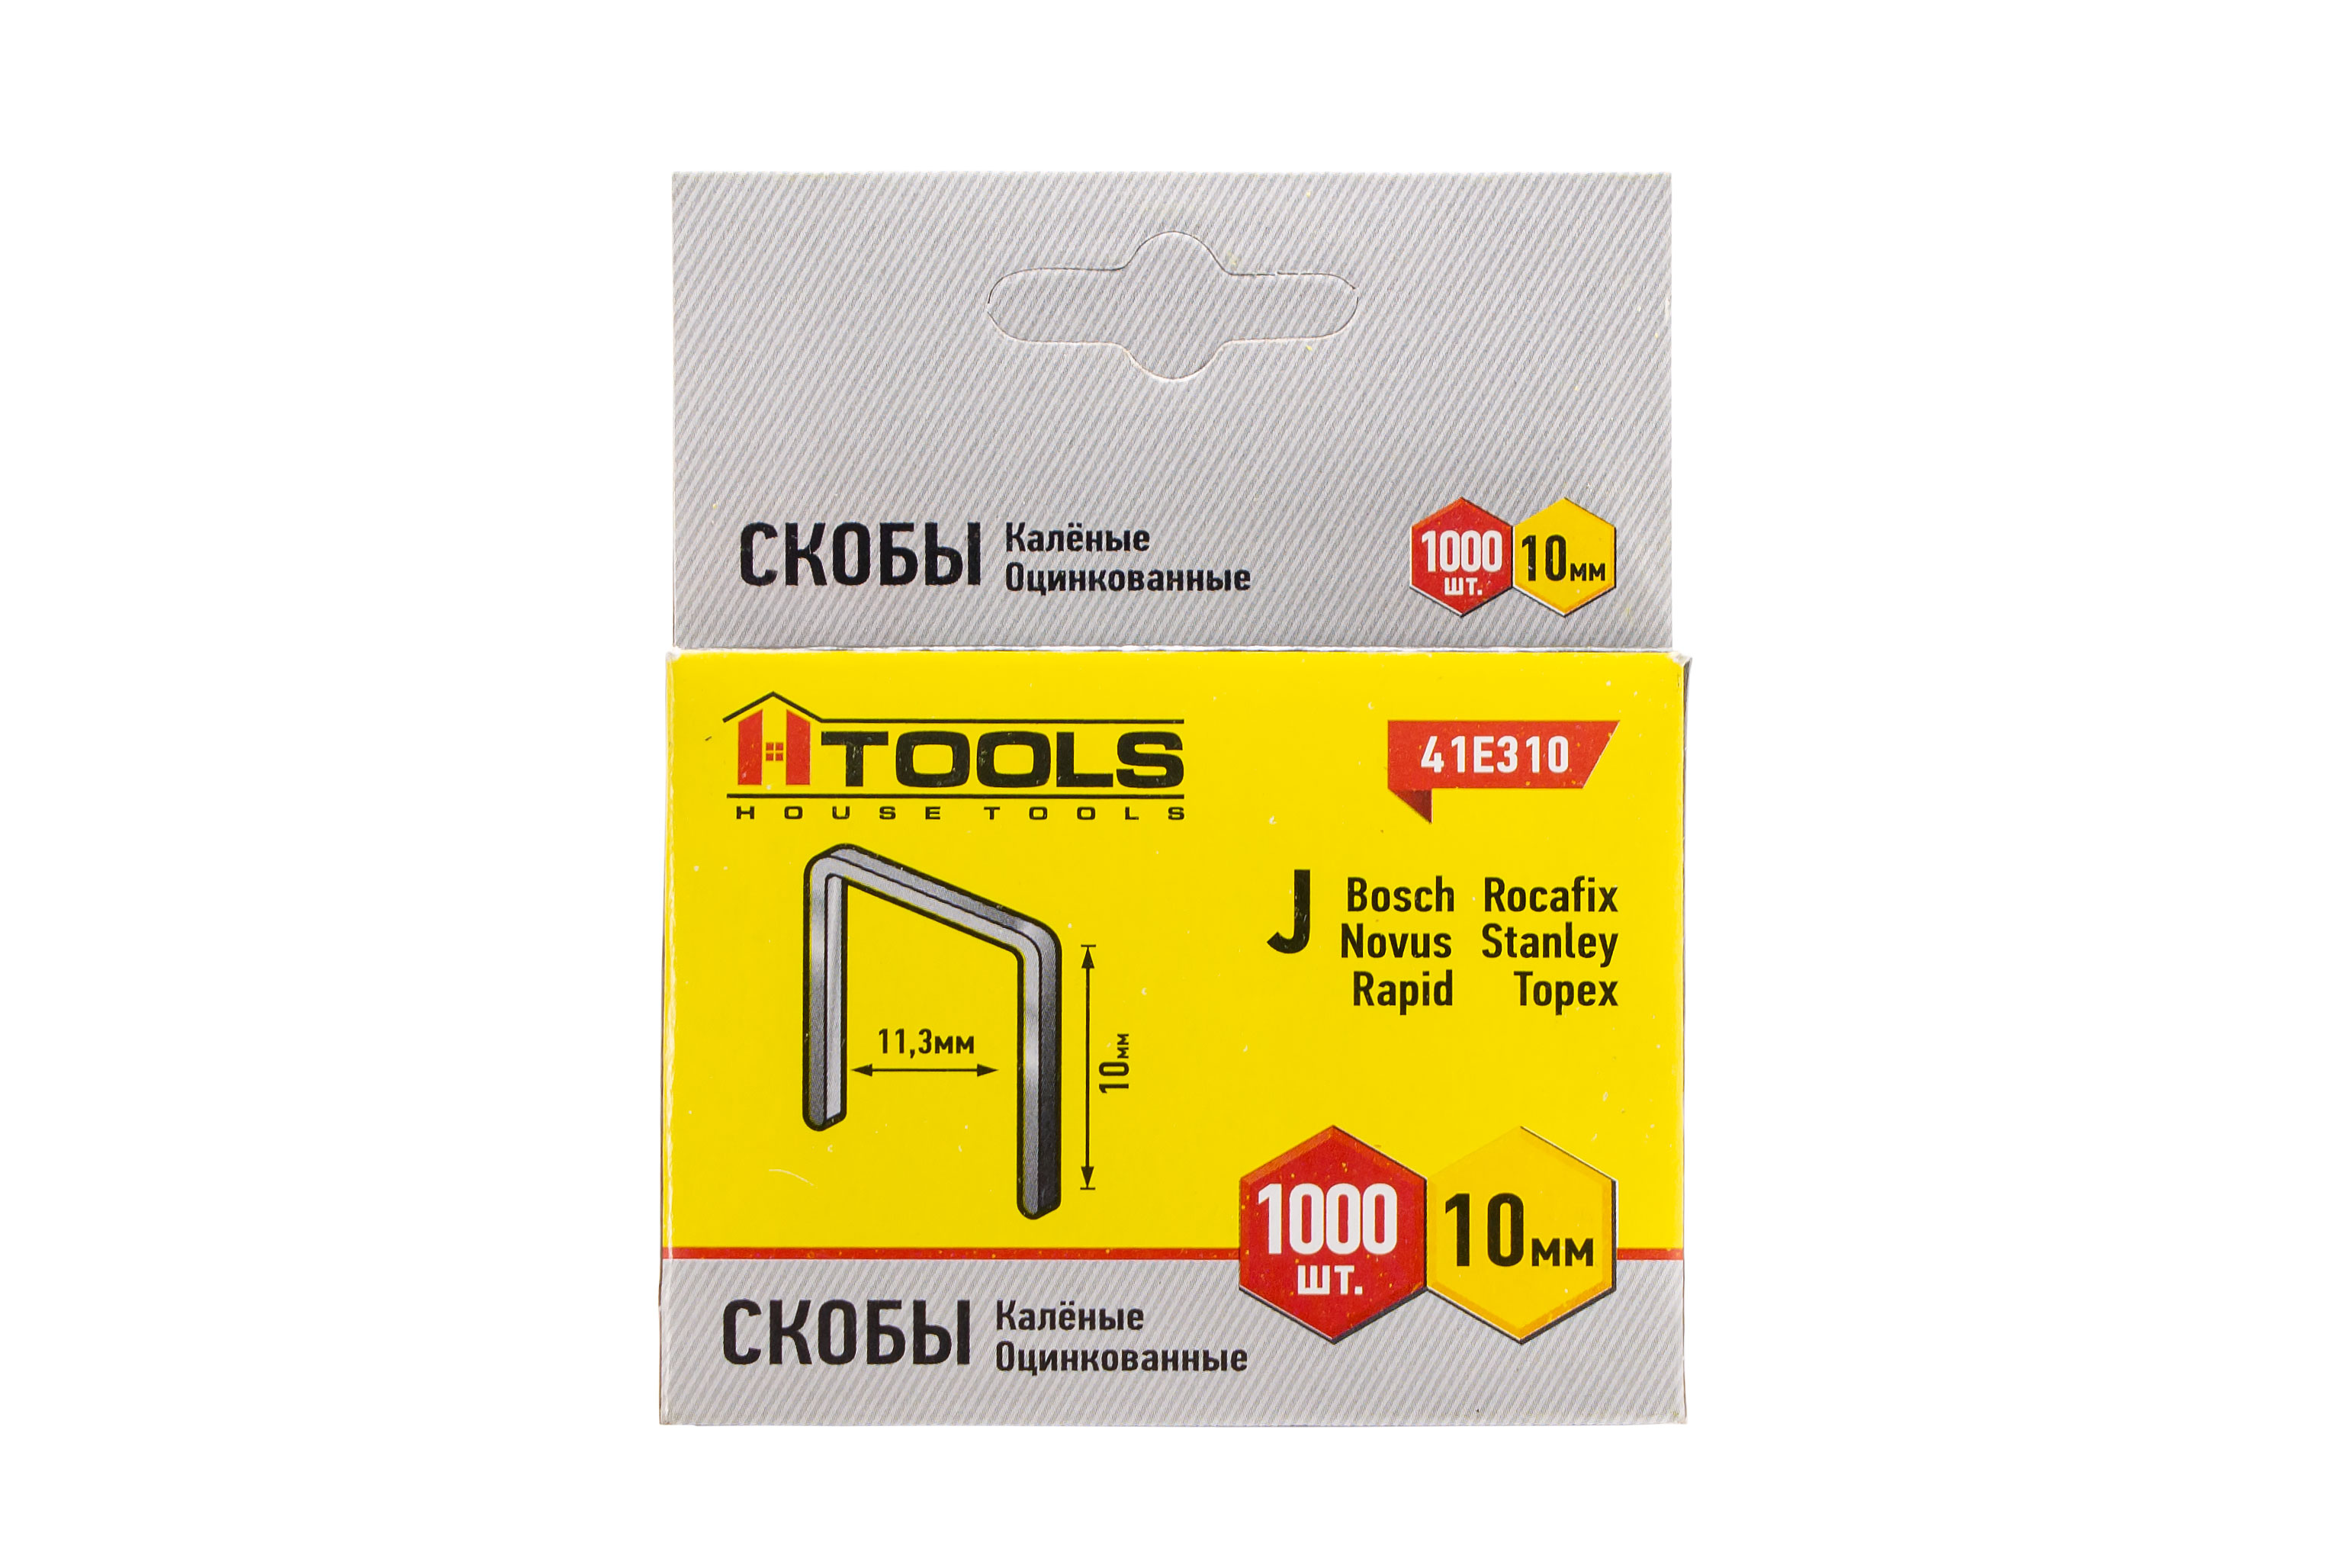 СКОБЫ Калёные
Оцинкованные
1000
шт.
10мм
HTOOLS
HOUSE TOOLS
41E310
J
Bosch Rocafix
Novus Stanley
Rapid Topex
11,3мм
10мм
1000
шт.
10мм
СКОБЫ Калёные
Оцинкованные